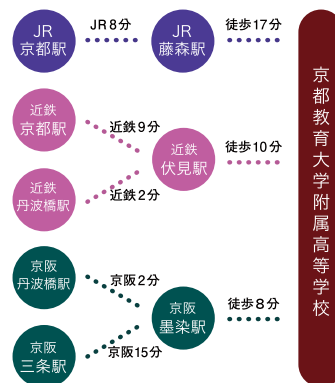 JR
京都駅
JR8分
JR
藤森駅
徒歩17分
近鉄
京都駅
近鉄9分
近鉄
丹波橋駅
近鉄2分
近鉄
伏見駅
徒歩10分
京阪
丹波橋駅
京阪2分
京阪
三条駅
京阪15分
京阪
墨染駅
徒歩8分
京都教育大学附属高等学校